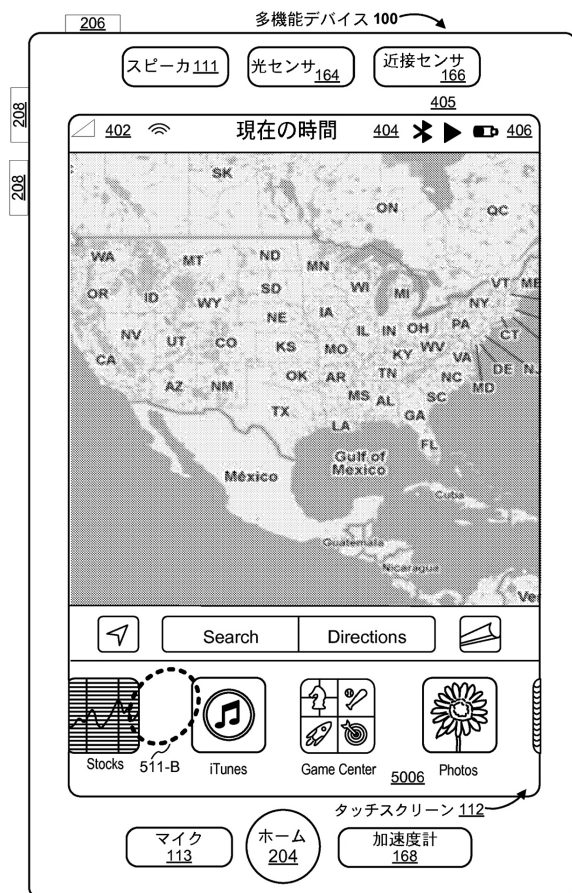 206
多機能デバイス 100
スピーカ 111
光センサ 164
近接センサ 166
208
208
405
402
現在の時間
404
406
SK
ON
QC
WA
MT
ND
MN
VT
ME
OR
ID
WY
SD
WI
MI
NY
NE
IA
NV
UT
CO
IL
IN
OH
PA
CT
CA
KS
MO
KY
WV
VA
DE
NJ
AZ
NM
OK
AR
TN
NC
MD
TX
MS
AL
SC
GA
LA
FL
Gulf of
Mexico
México
Cuba
Guatemala
Nicaragua
Ver
Search
Directions
Stocks
511-B
iTunes
Game Center
5006
Photos
タッチスクリーン 112
マイク
113
ホーム
204
加速度計
168